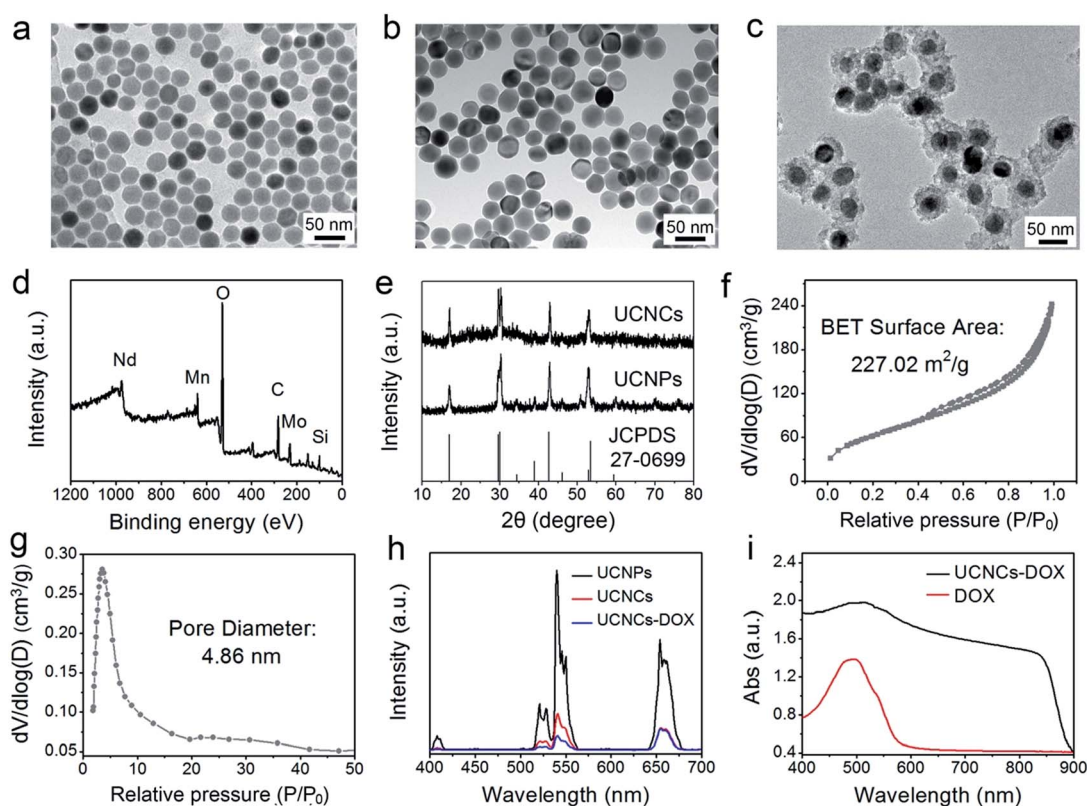 a
b
c
50 nm
50 nm
50 nm
d
Intensity (a.u.)
Nd
Mn
O
C
Mo
Si
1200 1000 800 600 400 200 0
Binding energy (eV)
e
Intensity (a.u.)
UCNCs
UCNPs
JCPDS
27-0699
10 20 30 40 50 60 70 80
2θ (degree)
f
dV/dlog(D) (cm³/g)
240
180
120
60
0
BET Surface Area:
227.02 m²/g
0.0 0.2 0.4 0.6 0.8 1.0
Relative pressure (P/P₀)
g
dV/dlog(D) (cm³/g)
0.30
0.25
0.20
0.15
0.10
0.05
Pore Diameter:
4.86 nm
0 10 20 30 40 50
Relative pressure (P/P₀)
h
Intensity (a.u.)
UCNPs
UCNCs
UCNCs-DOX
400 450 500 550 600 650 700
Wavelength (nm)
i
Abs (a.u.)
2.4
2.0
1.6
1.2
0.8
0.4
UCNCs-DOX
DOX
400 500 600 700 800 900
Wavelength (nm)